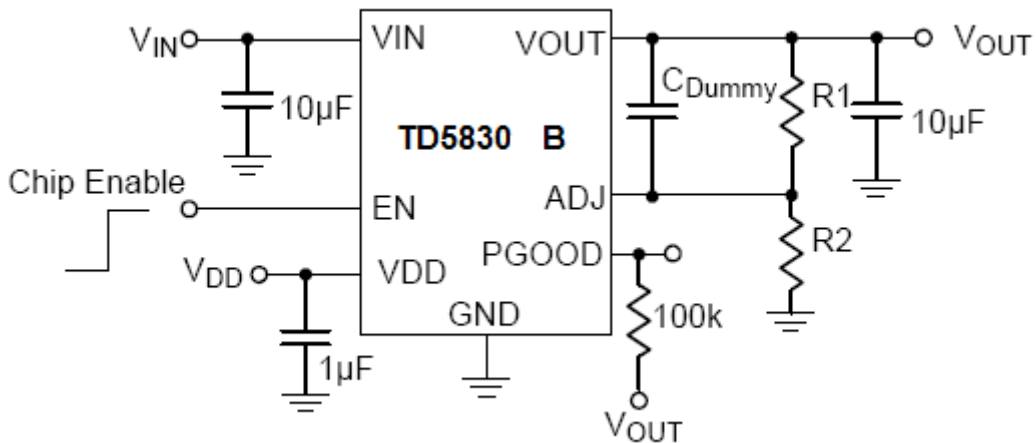 VIN
VIN
10µF
VOUT
VOUT
CDummy
R1
10µF
TD5830 B
Chip Enable
EN
ADJ
R2
VDD
VDD
PGOOD
1µF
GND
100k
VOUT